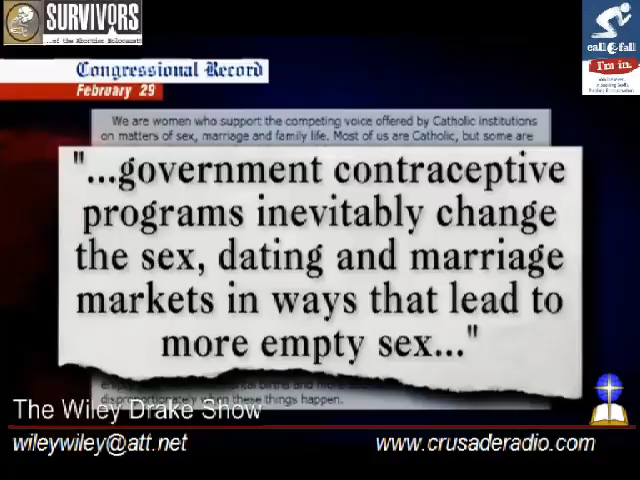 SURVIVORS
...of the Abortion Holocaust
call & fall
I'm in.
Congressional Record
February 29
We are women who support the competing voice offered by Catholic institutions
on matters of sex, marriage and family life. Most of us are Catholic, but some are
"...government contraceptive
programs inevitably change
the sex, dating and marriage
markets in ways that lead to
more empty sex..."
disproportionately when these things happen.
The Wiley Drake Show
wileywiley@att.net
www.crusaderadio.com